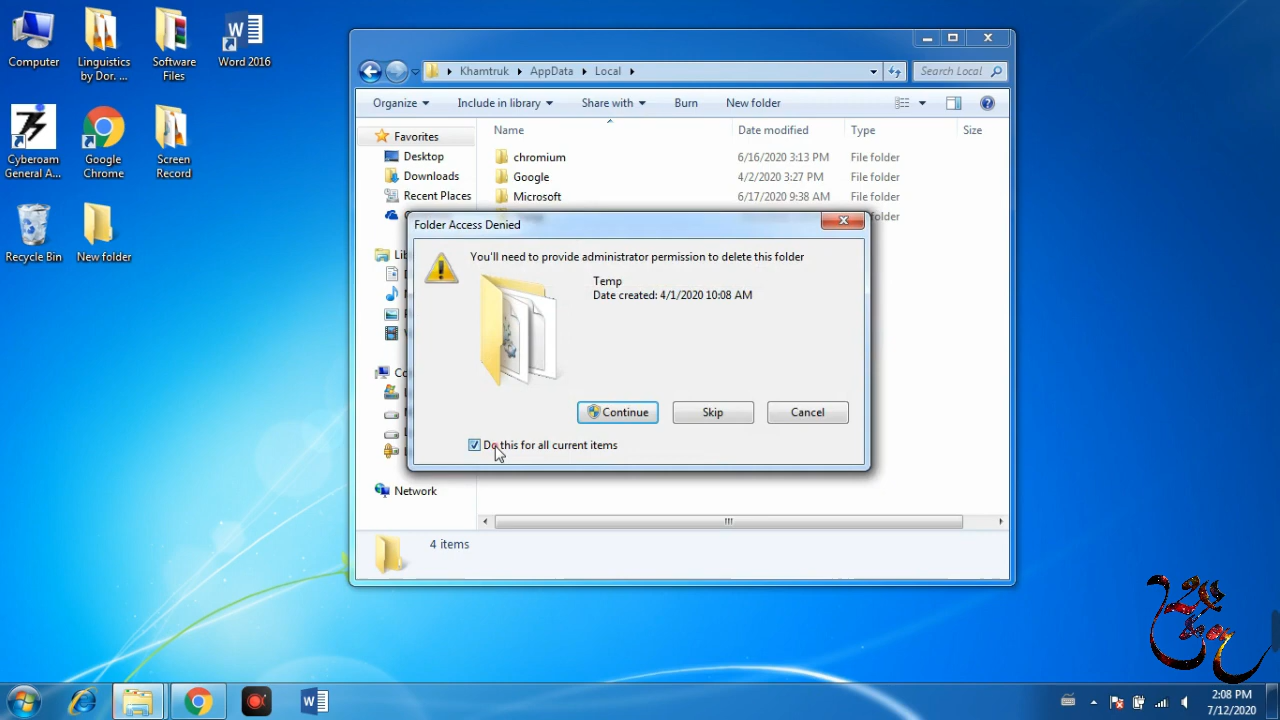 Computer
Linguistics
by Dor. ...
Software
Files
Word 2016
Cyberoam
General A...
Google
Chrome
Screen
Record
Recycle Bin
New folder
Khamtruk
AppData
Local
Search Local
Organize
Include in library
Share with
Burn
New folder
Favorites
Desktop
Downloads
Recent Places
Network
Name
Date modified
Type
Size
chromium
6/16/2020 3:13 PM
File folder
Google
4/2/2020 3:27 PM
File folder
Microsoft
6/17/2020 9:38 AM
File folder
File folder
Folder Access Denied
You'll need to provide administrator permission to delete this folder
Temp
Date created: 4/1/2020 10:08 AM
Continue
Skip
Cancel
Do this for all current items
4 items
2:08 PM
7/12/2020